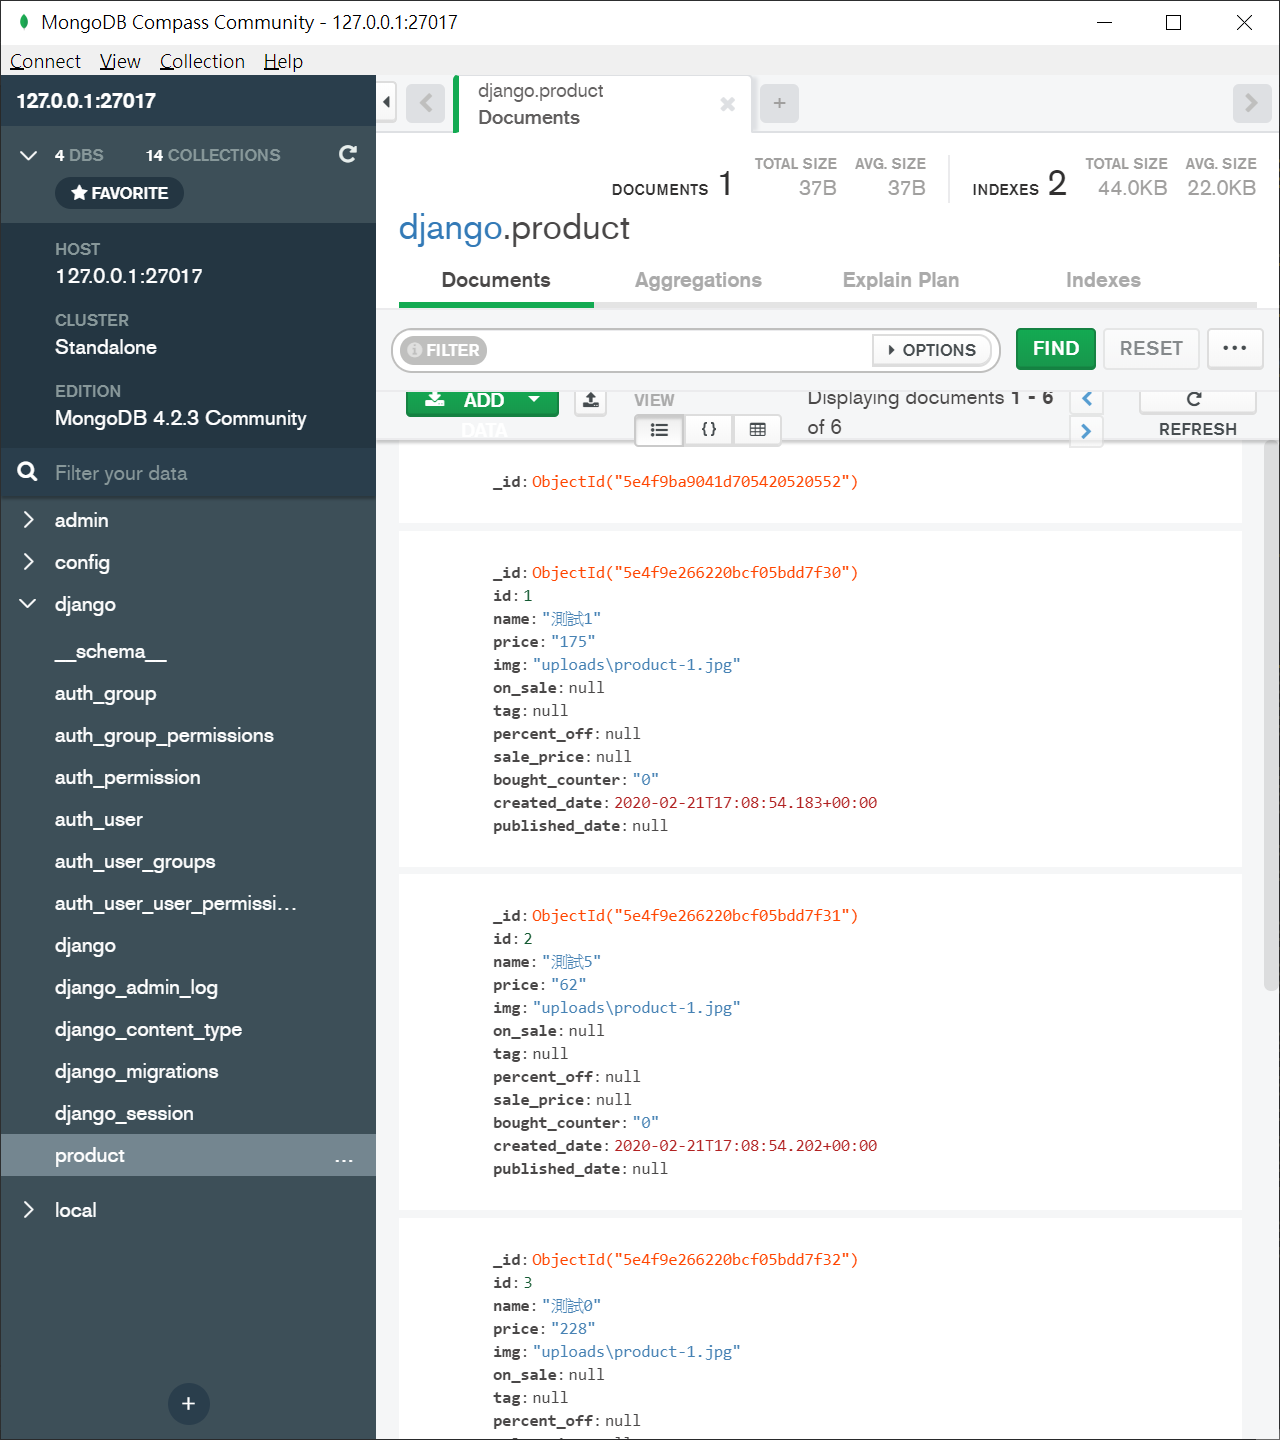 MongoDB Compass Community - 127.0.0.1:27017
Connect View Collection Help
127.0.0.1:27017
4 DBS 14 COLLECTIONS
FAVORITE
HOST
127.0.0.1:27017
CLUSTER
Standalone
EDITION
MongoDB 4.2.3 Community
Filter your data
admin
config
django
__schema__
auth_group
auth_group_permissions
auth_permission
auth_user
auth_user_groups
auth_user_user_permissi...
django
django_admin_log
django_content_type
django_migrations
django_session
product ...
local
+
django.product
Documents
+
DOCUMENTS 1 TOTAL SIZE 37B AVG. SIZE 37B INDEXES 2 TOTAL SIZE 44.0KB AVG. SIZE 22.0KB
django.product
Documents Aggregations Explain Plan Indexes
FILTER OPTIONS FIND RESET ...
ADD DATA VIEW {} Displaying documents 1 - 6 of 6 REFRESH
_id: ObjectId("5e4f9ba9041d705420520552")
_id: ObjectId("5e4f9e266220bcf05bdd7f30")
id: 1
name: "測試1"
price: "175"
img: "uploads\product-1.jpg"
on_sale: null
tag: null
percent_off: null
sale_price: null
bought_counter: "0"
created_date: 2020-02-21T17:08:54.183+00:00
published_date: null
_id: ObjectId("5e4f9e266220bcf05bdd7f31")
id: 2
name: "測試5"
price: "62"
img: "uploads\product-1.jpg"
on_sale: null
tag: null
percent_off: null
sale_price: null
bought_counter: "0"
created_date: 2020-02-21T17:08:54.202+00:00
published_date: null
_id: ObjectId("5e4f9e266220bcf05bdd7f32")
id: 3
name: "測試0"
price: "228"
img: "uploads\product-1.jpg"
on_sale: null
tag: null
percent_off: null